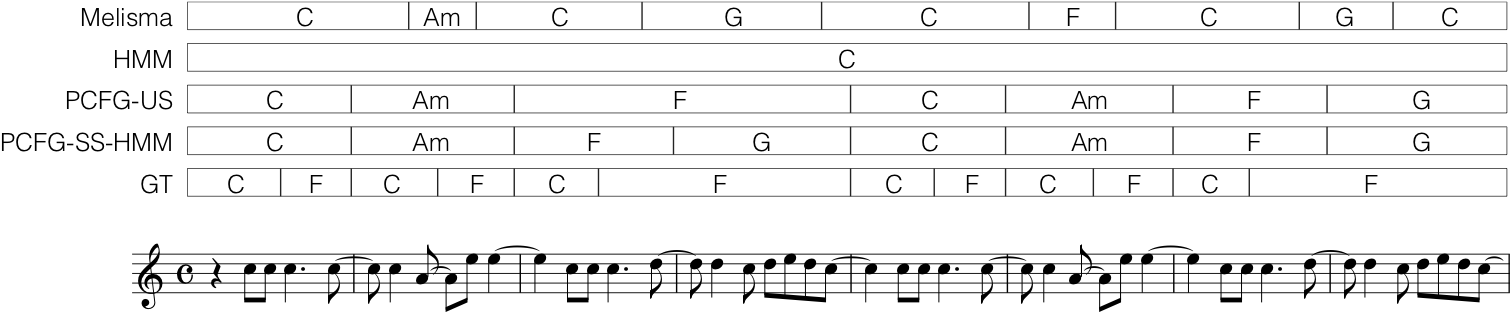 Melisma C Am C G C F C G C
HMM C
PCFG-US C Am F C Am F G
PCFG-SS-HMM C Am F G C Am F G
GT C F C F C F C F C F C F